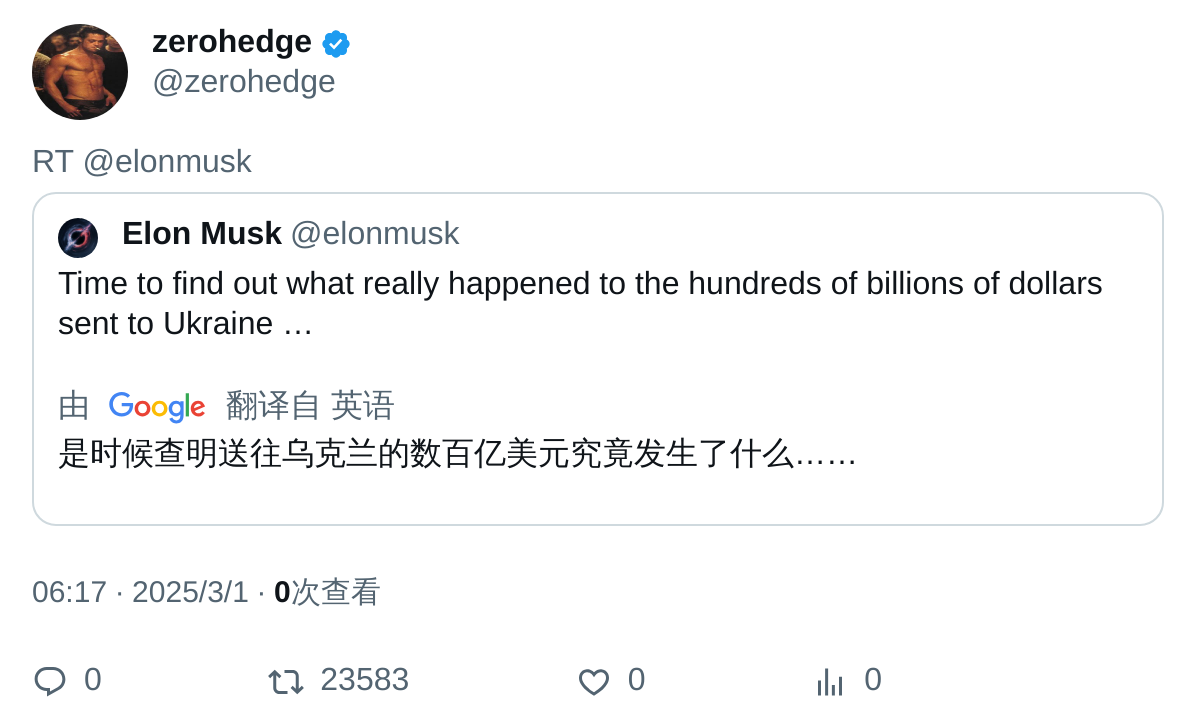 zerohedge
@zerohedge
RT @elonmusk
Elon Musk @elonmusk
Time to find out what really happened to the hundreds of billions of dollars
sent to Ukraine …
由 Google 翻译自 英语
是时候查明送往乌克兰的数百亿美元究竟发生了什么……
06:17 · 2025/3/1 · 0次查看
0 23583 0 0